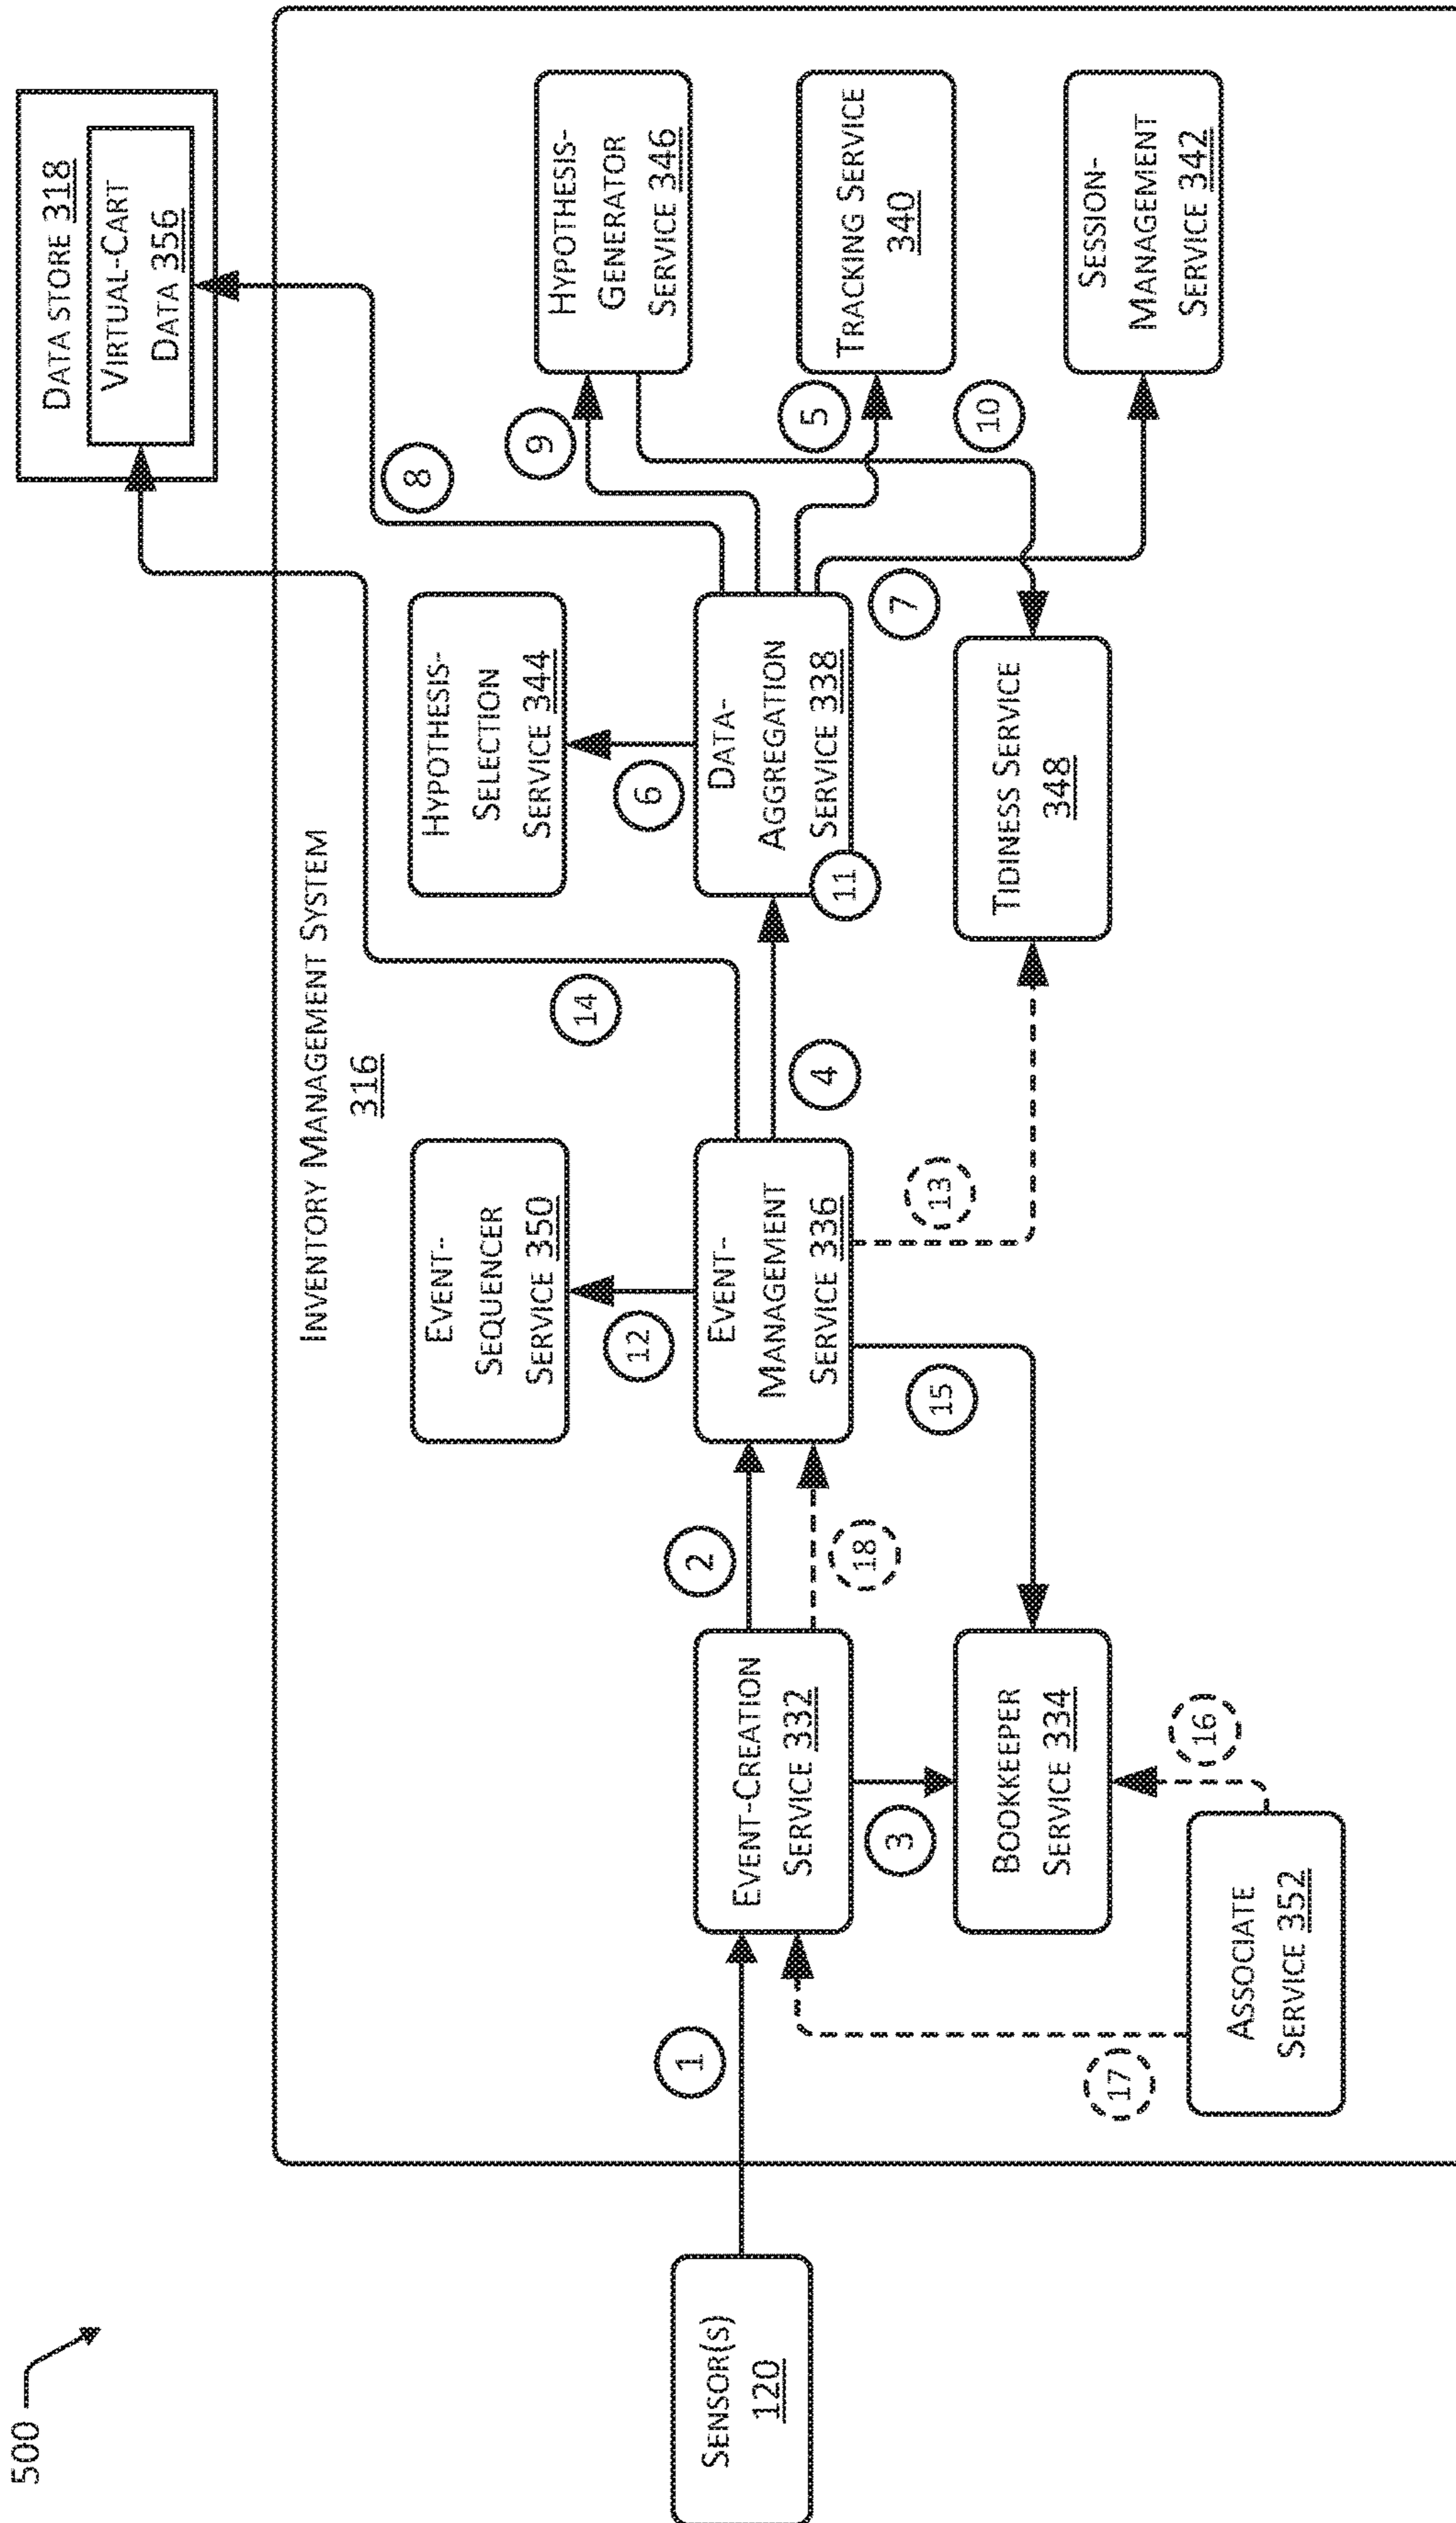 500
SENSOR(S)
120
INVENTORY MANAGEMENT SYSTEM
316
DATA STORE 318
VIRTUAL-CART
DATA 356
1
EVENT-CREATION
SERVICE 332
2
18
3
BOOKKEEPER
SERVICE 334
16
17
ASSOCIATE
SERVICE 352
EVENT-
SEQUENCER
SERVICE 350
12
EVENT-
MANAGEMENT
SERVICE 336
15
13
14
4
HYPOTHESIS-
SELECTION
SERVICE 344
6
DATA-
AGGREGATION
SERVICE 338
11
TIDINESS SERVICE
348
7
8
9
5
10
HYPOTHESIS-
GENERATOR
SERVICE 346
TRACKING SERVICE
340
SESSION-
MANAGEMENT
SERVICE 342